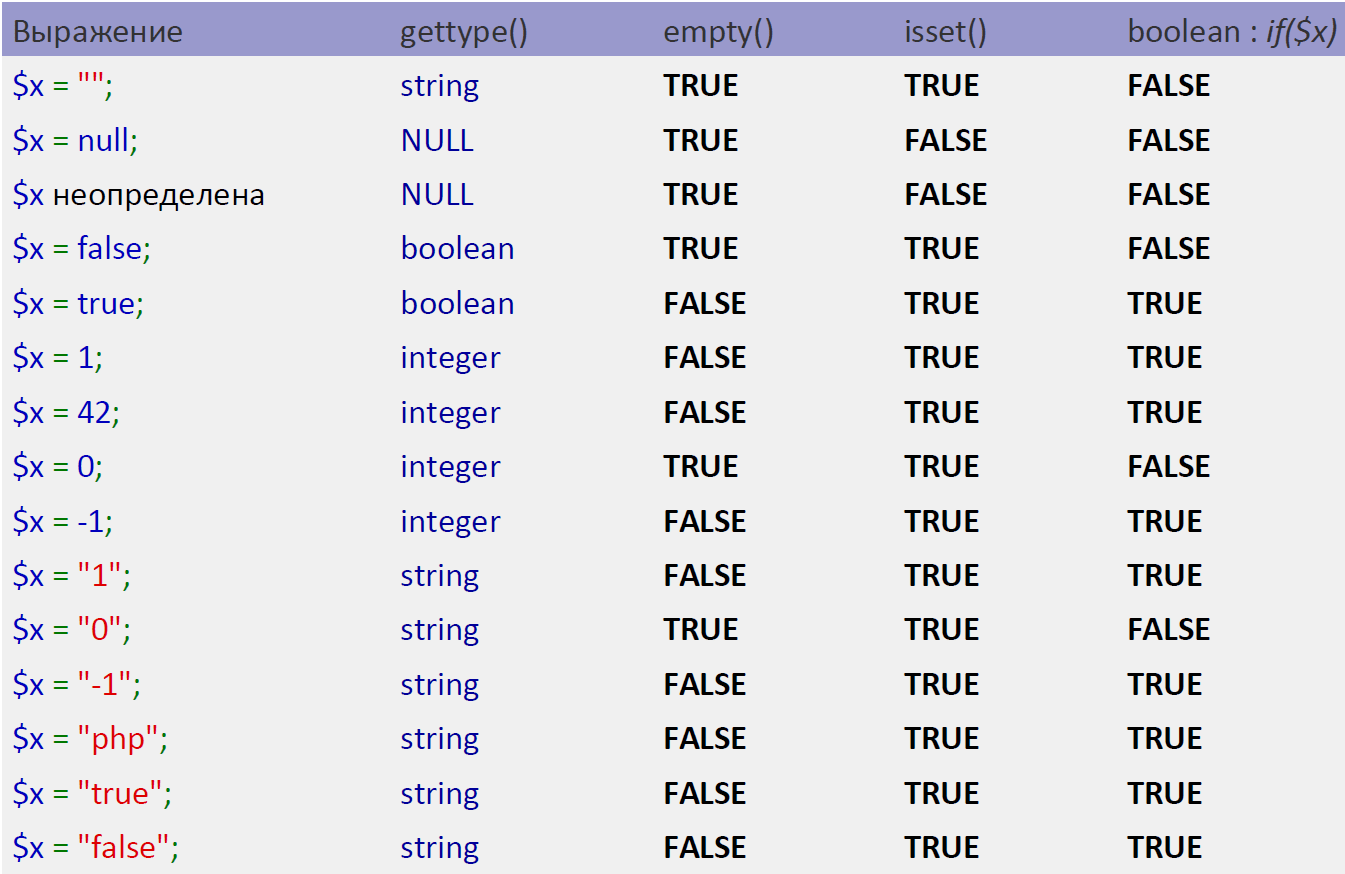 Выражение gettype() empty() isset() boolean : if($x)
$x = ""; string TRUE TRUE FALSE
$x = null; NULL TRUE FALSE FALSE
$x неопределена NULL TRUE FALSE FALSE
$x = false; boolean TRUE TRUE FALSE
$x = true; boolean FALSE TRUE TRUE
$x = 1; integer FALSE TRUE TRUE
$x = 42; integer FALSE TRUE TRUE
$x = 0; integer TRUE TRUE FALSE
$x = -1; integer FALSE TRUE TRUE
$x = "1"; string FALSE TRUE TRUE
$x = "0"; string TRUE TRUE FALSE
$x = "-1"; string FALSE TRUE TRUE
$x = "php"; string FALSE TRUE TRUE
$x = "true"; string FALSE TRUE TRUE
$x = "false"; string FALSE TRUE TRUE